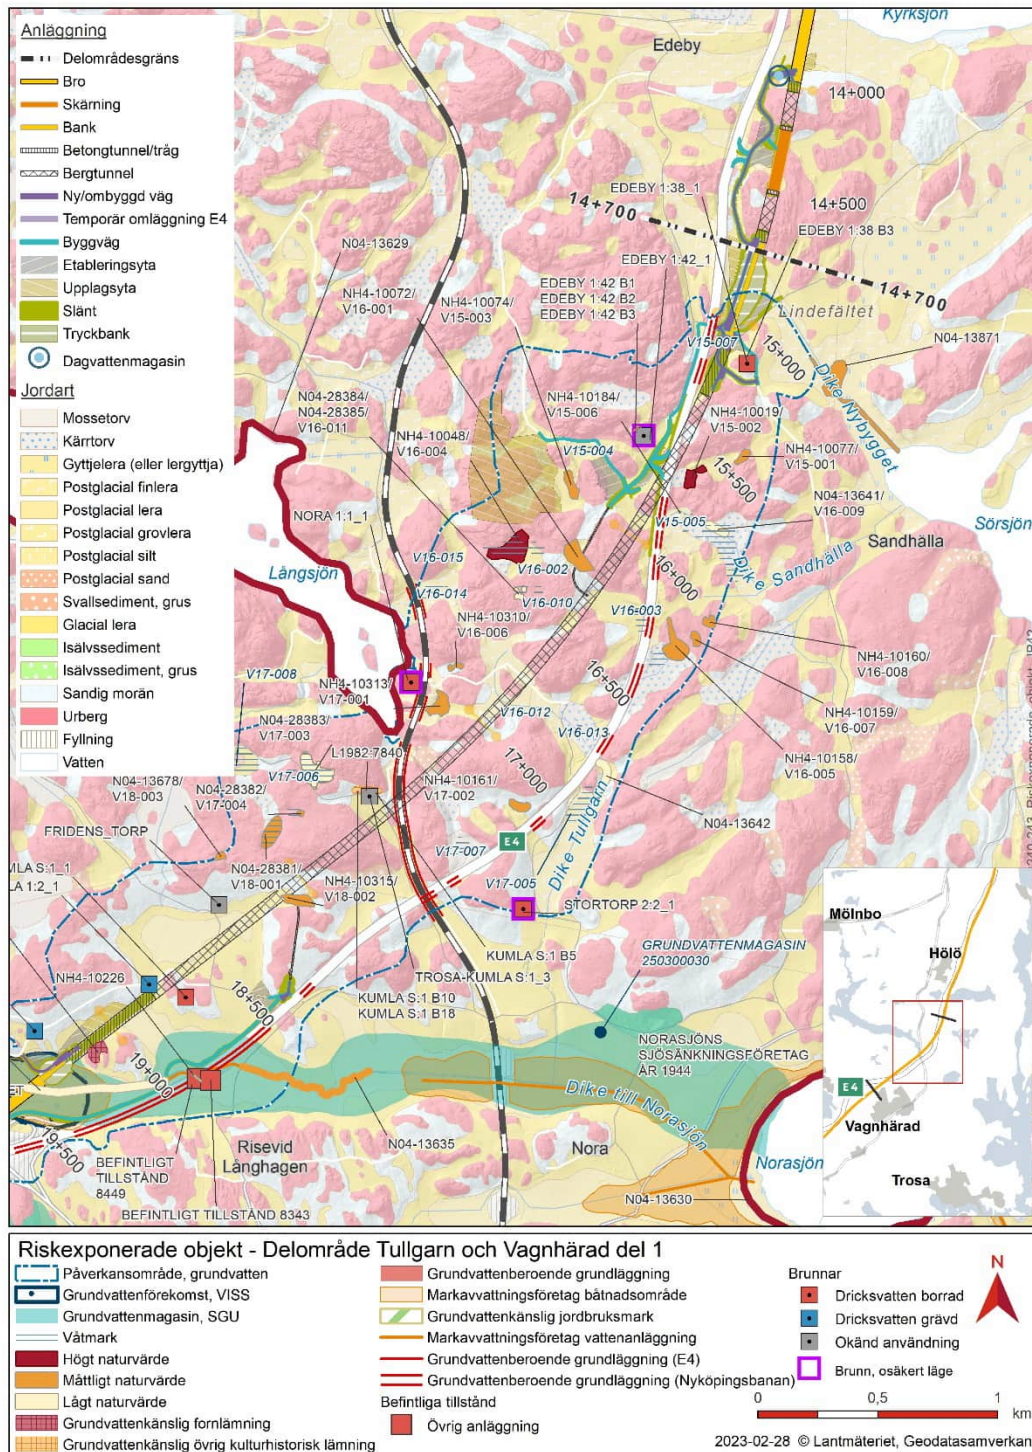 Anläggning
Delområdesgräns
Bro
Skärning
Bank
Betongtunnel/tråg
Bergtunnel
Ny/ombyggd väg
Temporär omläggning E4
Byggväg
Etableringsyta
Upplagsyta
Slänt
Tryckbank
Dagvattenmagasin
Jordart
Mossetorv
Kärrtorv
Gyttjelera (eller lergyttja)
Postglacial finlera
Postglacial lera
Postglacial grovlera
Postglacial silt
Postglacial sand
Svallsediment, grus
Glacial lera
Isälvssediment
Isälvssediment, grus
Sandig morän
Urberg
Fyllning
Vatten
Kyrksjön
Edeby
14+000
EDEBY 1:38_1
14+500
14+700
EDEBY 1:38 B3
N04-13629
EDEBY 1:42_1
NH4-10072/
V16-001
NH4-10074/
V15-003
EDEBY 1:42 B1
EDEBY 1:42 B2
EDEBY 1:42 B3
14+700
Lindefältet
V15-007
15+000
N04-13871
Dike Nybygget
N04-28384/
N04-28385/
V16-011
NH4-10184/
V15-006
NH4-10019/
V15-002
NH4-10048/
V16-004
V15-004
NH4-10077/
V15-001
15+500
N04-13641/
V16-009
NORA 1:1_1
V15-005
Sörsjön
Sandhälla
Dike Sandhälla
Långsjön
V16-015
V16-002
16+000
V16-014
V16-010
V16-003
NH4-10310/
V16-006
NH4-10160/
V16-008
V17-008
NH4-10313/
V17-001
16+500
NH4-10159/
V16-007
N04-28383/
V17-003
V16-012
V16-013
L1982:7840
NH4-10158/
V16-005
V17-006
17+000
N04-13678/
V18-003
N04-28382/
V17-004
NH4-10161/
V17-002
N04-13642
FRIDENS_TORP
E4
Dike Tullgarn
V17-007
N04-28381/
V18-001
NH4-10315/
V18-002
V17-005
STORTORP 2:2_1
MLA S:1_1
LA 1:2_1
GRUNDVATTENMAGASIN
250300030
KUMLA S:1 B5
NH4-10226
TROSA-KUMLA S:1_3
18+500
KUMLA S:1 B10
KUMLA S:1 B18
NORASJÖNS
SJÖSÄNKNINGSFÖRETAG
ÅR 1944
19+000
Dike till Norasjön
19+500
Risevid
Långhagen
N04-13635
Nora
Norasjön
BEFINTLIGT
TILLSTÅND
8449
N04-13630
BEFINTLIGT TILLSTÅND 8343
Mölnbo
Hölö
E4
Vagnhärad
Trosa
Riskexponerade objekt - Delområde Tullgarn och Vagnhärad del 1
Påverkansområde, grundvatten
Grundvattenförekomst, VISS
Grundvattenmagasin, SGU
Våtmark
Högt naturvärde
Måttligt naturvärde
Lågt naturvärde
Grundvattenkänslig fornlämning
Grundvattenkänslig övrig kulturhistorisk lämning
Grundvattenberoende grundläggning
Markavvattningsföretag båtnadsområde
Grundvattenkänslig jordbruksmark
Markavvattningsföretag vattenanläggning
Grundvattenberoende grundläggning (E4)
Grundvattenberoende grundläggning (Nyköpingsbanan)
Befintliga tillstånd
Övrig anläggning
Brunnar
Dricksvatten borrad
Dricksvatten grävd
Okänd användning
Brunn, osäkert läge
N
0
0,5
1
km
2023-02-28 © Lantmäteriet, Geodatasamverkan